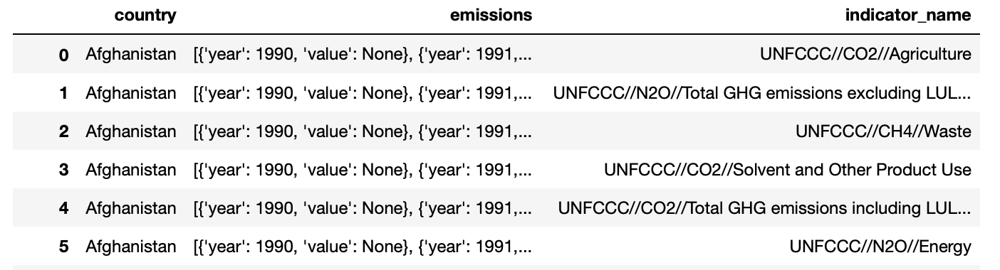 country emissions indicator_name
0 Afghanistan [{'year': 1990, 'value': None}, {'year': 1991,... UNFCCC//CO2//Agriculture
1 Afghanistan [{'year': 1990, 'value': None}, {'year': 1991,... UNFCCC//N2O//Total GHG emissions excluding LUL...
2 Afghanistan [{'year': 1990, 'value': None}, {'year': 1991,... UNFCCC//CH4//Waste
3 Afghanistan [{'year': 1990, 'value': None}, {'year': 1991,... UNFCCC//CO2//Solvent and Other Product Use
4 Afghanistan [{'year': 1990, 'value': None}, {'year': 1991,... UNFCCC//CO2//Total GHG emissions including LUL...
5 Afghanistan [{'year': 1990, 'value': None}, {'year': 1991,... UNFCCC//N2O//Energy